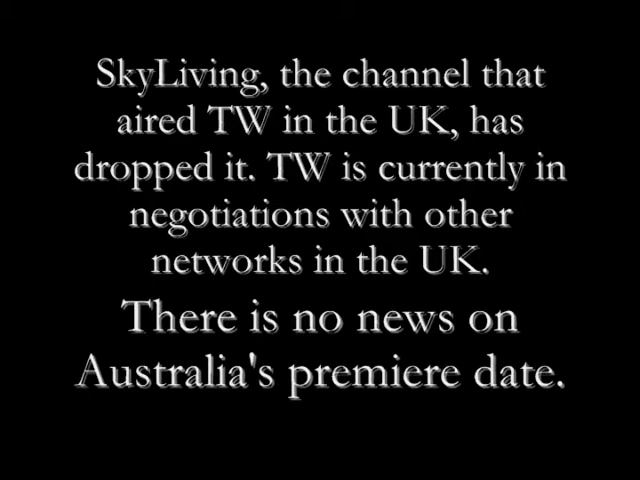 SkyLiving, the channel that
aired TW in the UK, has
dropped it. TW is currently in
negotiations with other
networks in the UK.
There is no news on
Australia's premiere date.